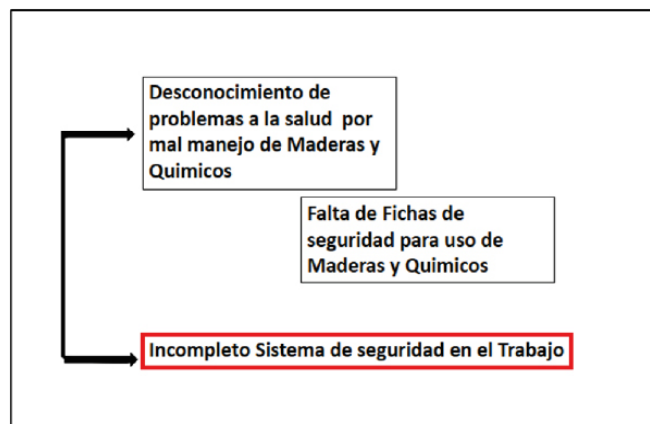 Desconocimiento de
problemas a la salud por
mal manejo de Maderas y
Quimicos
Falta de Fichas de
seguridad para uso de
Maderas y Quimicos
Incompleto Sistema de seguridad en el Trabajo